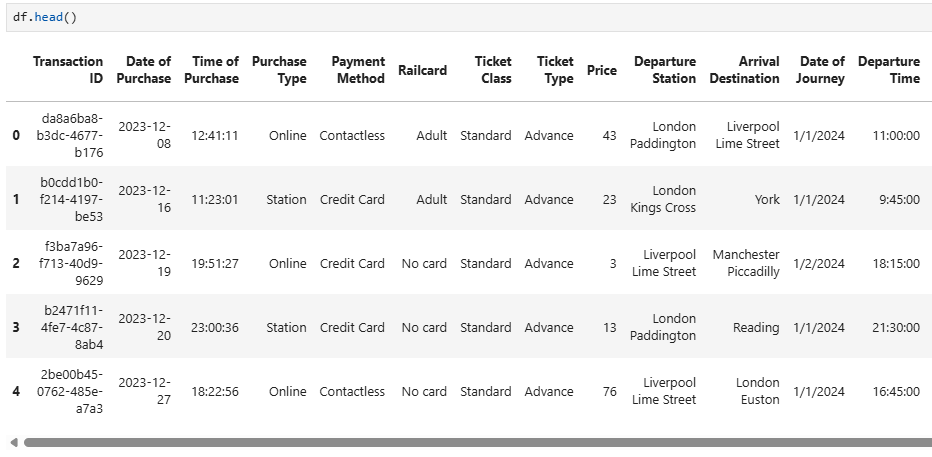 df.head()
Transaction ID Date of Purchase Time of Purchase Purchase Type Payment Method Railcard Ticket Class Ticket Type Price Departure Station Arrival Destination Date of Journey Departure Time
0 da8a6ba8-b3dc-4677-b176 2023-12-08 12:41:11 Online Contactless Adult Standard Advance 43 London Paddington Liverpool Lime Street 1/1/2024 11:00:00
1 b0cdd1b0-f214-4197-be53 2023-12-16 11:23:01 Station Credit Card Adult Standard Advance 23 London Kings Cross York 1/1/2024 9:45:00
2 f3ba7a96-f713-40d9-9629 2023-12-19 19:51:27 Online Credit Card No card Standard Advance 3 Liverpool Lime Street Manchester Piccadilly 1/2/2024 18:15:00
3 b2471f11-4fe7-4c87-8ab4 2023-12-20 23:00:36 Station Credit Card No card Standard Advance 13 London Paddington Reading 1/1/2024 21:30:00
4 2be00b45-0762-485e-a7a3 2023-12-27 18:22:56 Online Contactless No card Standard Advance 76 Liverpool Lime Street London Euston 1/1/2024 16:45:00